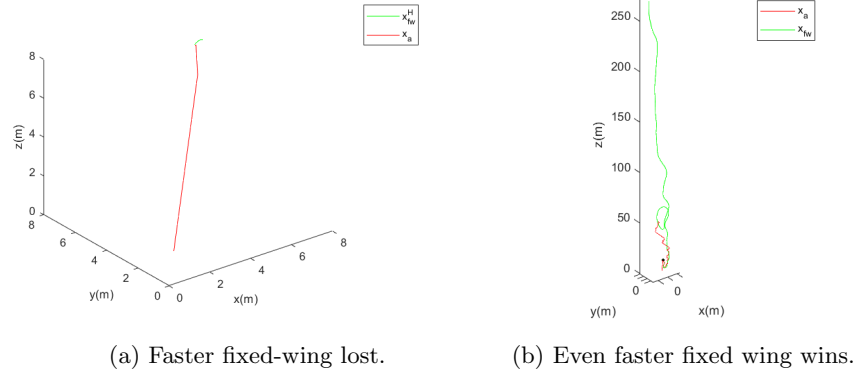 x_fw^H
x_a
8
6
4
2
0
z(m)
8
6
4
2
0
y(m)
0
2
4
6
8
x(m)
(a) Faster fixed-wing lost.
x_a
x_fw
250
200
150
100
50
0
z(m)
0
y(m)
0
x(m)
(b) Even faster fixed wing wins.